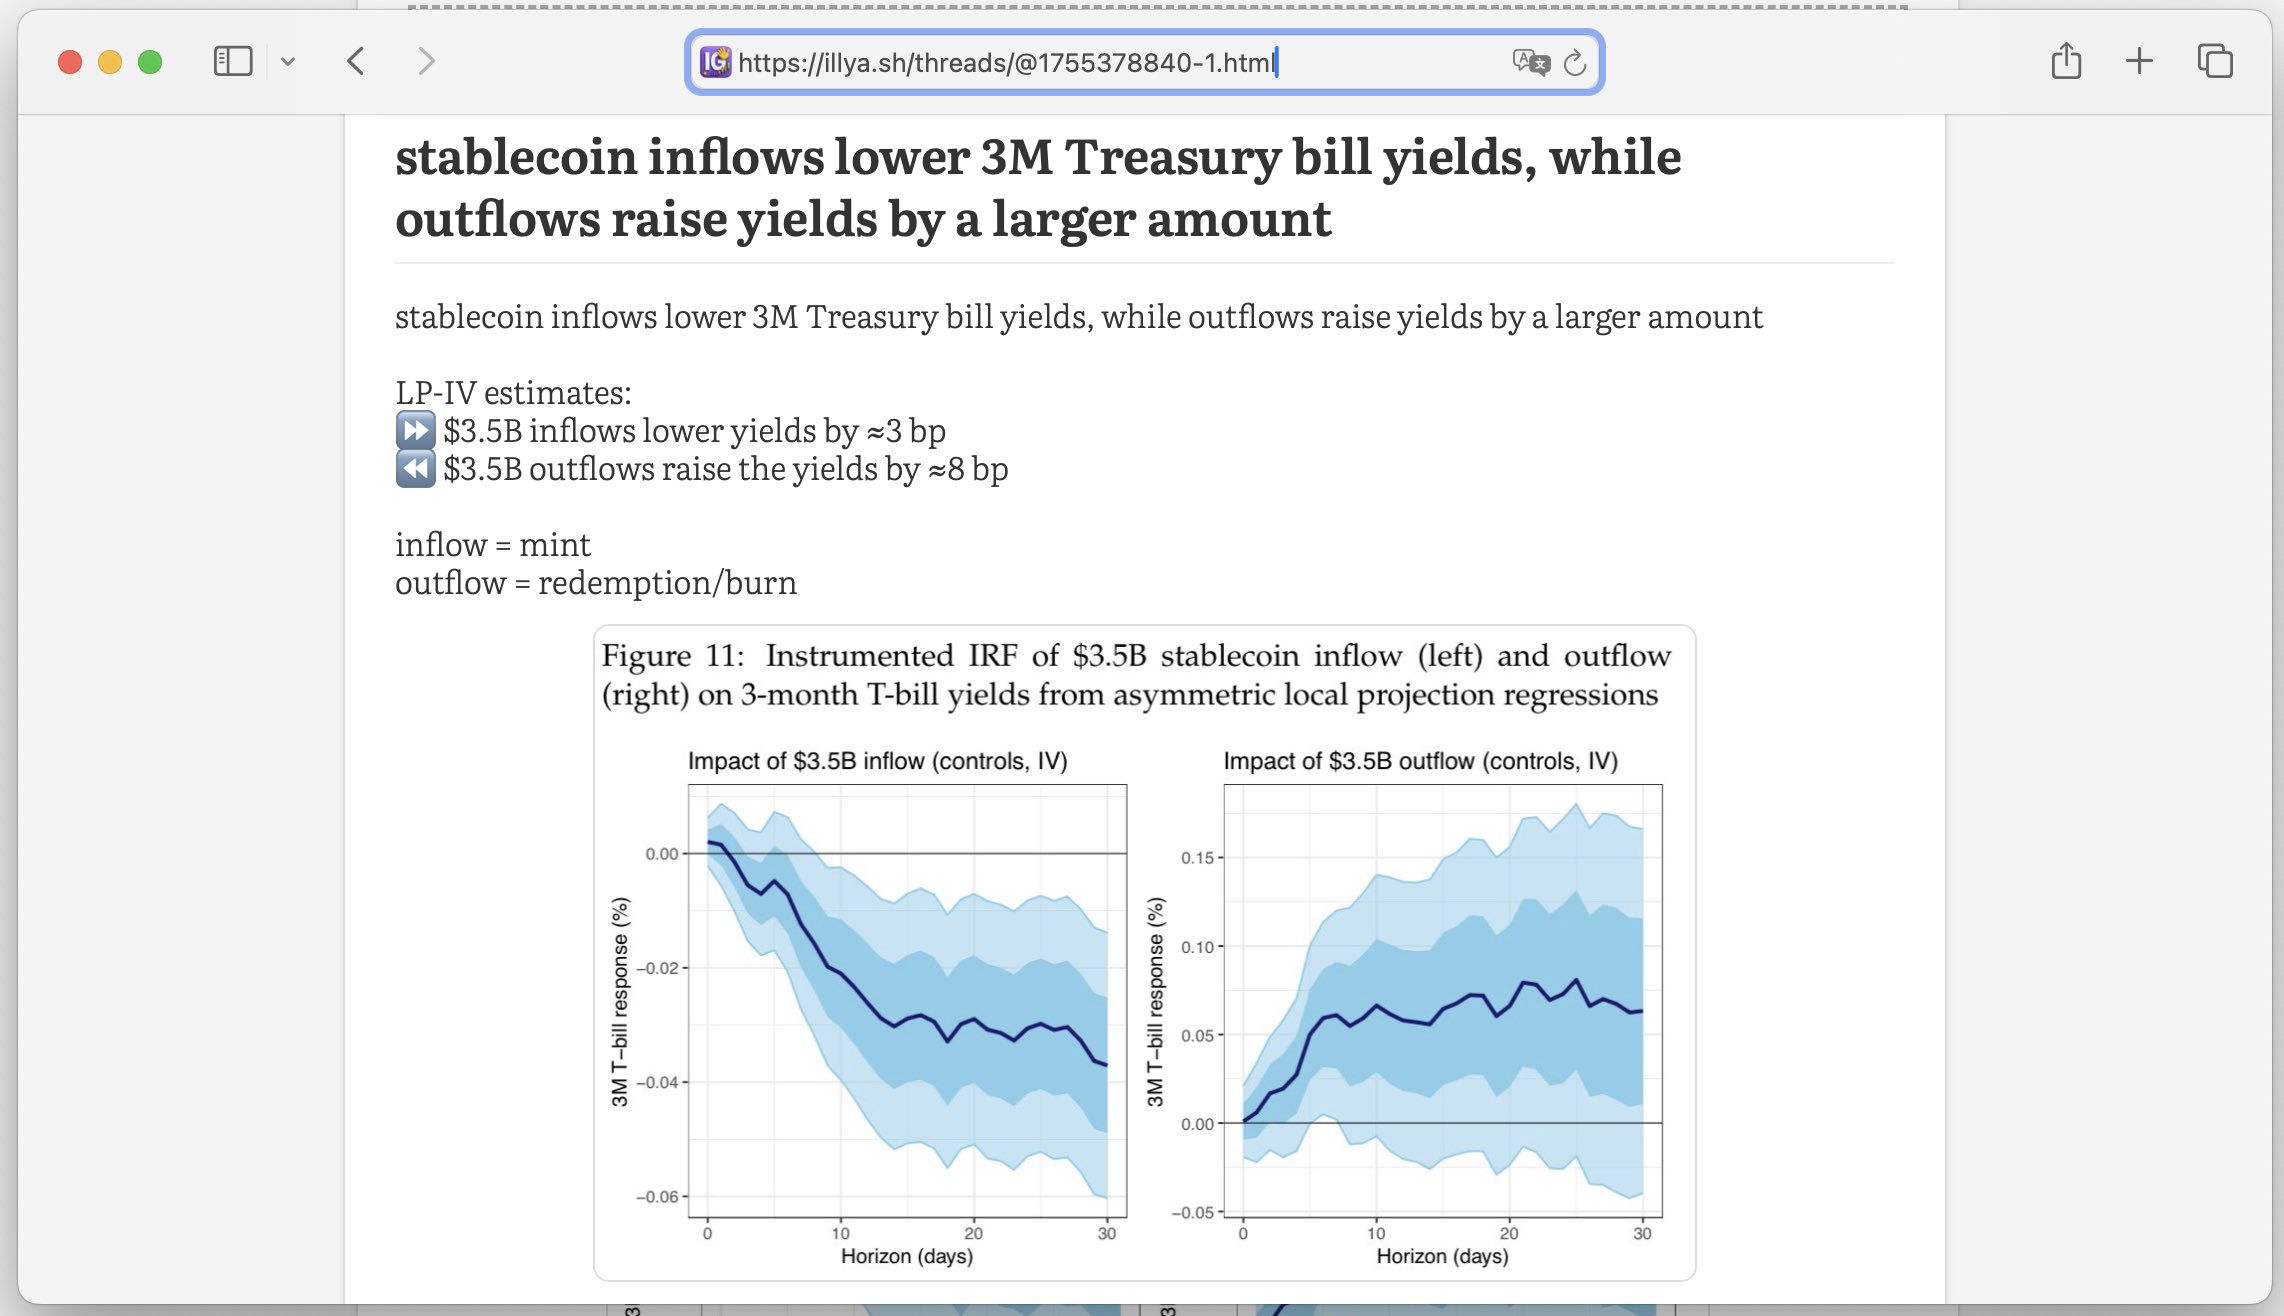 https://illya.sh/threads/@1755378840-1.html
stablecoin inflows lower 3M Treasury bill yields, while
outflows raise yields by a larger amount
stablecoin inflows lower 3M Treasury bill yields, while outflows raise yields by a larger amount
LP-IV estimates:
⏩ $3.5B inflows lower yields by ≈3 bp
⏪ $3.5B outflows raise the yields by ≈8 bp
inflow = mint
outflow = redemption/burn
Figure 11: Instrumented IRF of $3.5B stablecoin inflow (left) and outflow
(right) on 3-month T-bill yields from asymmetric local projection regressions
Impact of $3.5B inflow (controls, IV)
3M T−bill response (%)
0.00
−0.02
−0.04
−0.06
0 10 20 30
Horizon (days)
Impact of $3.5B outflow (controls, IV)
3M T−bill response (%)
0.15
0.10
0.05
0.00
−0.05
0 10 20 30
Horizon (days)